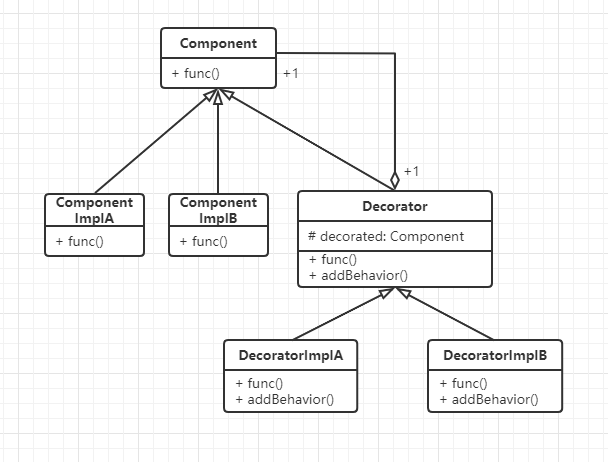 Component
+ func()
+1
+1
Component
ImplA
+ func()
Component
ImplB
+ func()
Decorator
# decorated: Component
+ func()
+ addBehavior()
DecoratorImplA
+ func()
+ addBehavior()
DecoratorImplB
+ func()
+ addBehavior()